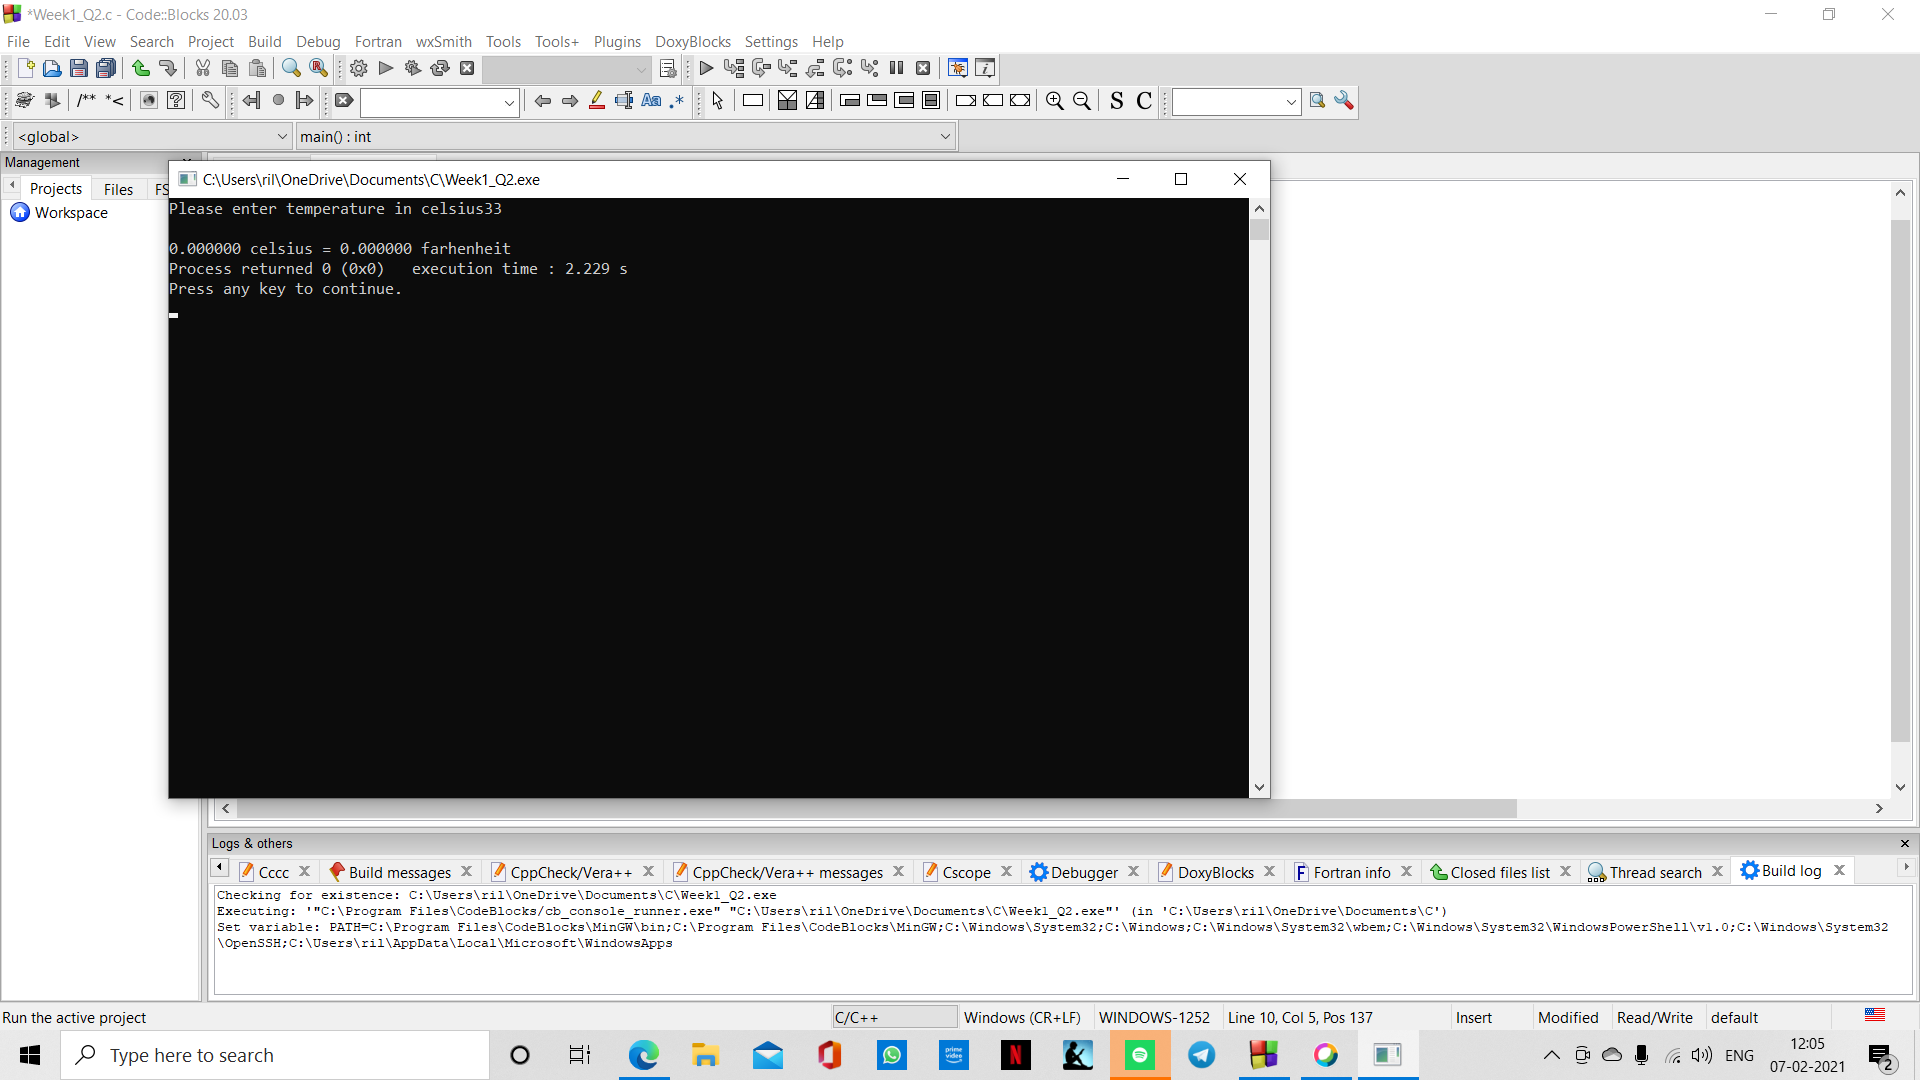 *Week1_Q2.c - Code::Blocks 20.03
File Edit View Search Project Build Debug Fortran wxSmith Tools Tools+ Plugins DoxyBlocks Settings Help
/** *< Aa .* S C
<global> main() : int
Management
Projects Files FS
Workspace
C:\Users\ril\OneDrive\Documents\C\Week1_Q2.exe
Please enter temperature in celsius33
0.000000 celsius = 0.000000 farhenheit
Process returned 0 (0x0)   execution time : 2.229 s
Press any key to continue.
Logs & others
Cccc Build messages CppCheck/Vera++ CppCheck/Vera++ messages Cscope Debugger DoxyBlocks Fortran info Closed files list Thread search Build log
Checking for existence: C:\Users\ril\OneDrive\Documents\C\Week1_Q2.exe
Executing: '"C:\Program Files\CodeBlocks/cb_console_runner.exe" "C:\Users\ril\OneDrive\Documents\C\Week1_Q2.exe"' (in 'C:\Users\ril\OneDrive\Documents\C')
Set variable: PATH=C:\Program Files\CodeBlocks\MinGW\bin;C:\Program Files\CodeBlocks\MinGW;C:\Windows\System32;C:\Windows;C:\Windows\System32\wbem;C:\Windows\System32\WindowsPowerShell\v1.0;C:\Windows\System32
\OpenSSH;C:\Users\ril\AppData\Local\Microsoft\WindowsApps
Run the active project C/C++ Windows (CR+LF) WINDOWS-1252 Line 10, Col 5, Pos 137 Insert Modified Read/Write default
Type here to search
prime video
N
ENG
12:05
07-02-2021
2